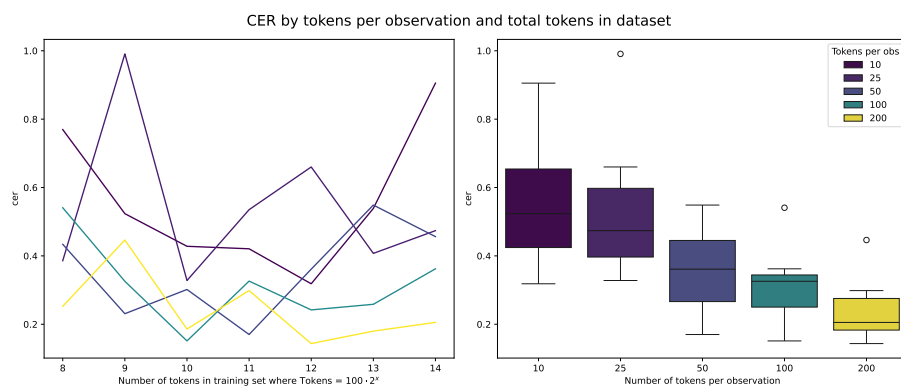 CER by tokens per observation and total tokens in dataset
1.0
0.8
0.6
0.4
0.2
cer
8 9 10 11 12 13 14
Number of tokens in training set where Tokens = 100 · 2ˣ
1.0
0.8
0.6
0.4
0.2
cer
10 25 50 100 200
Number of tokens per observation
Tokens per obs
10
25
50
100
200